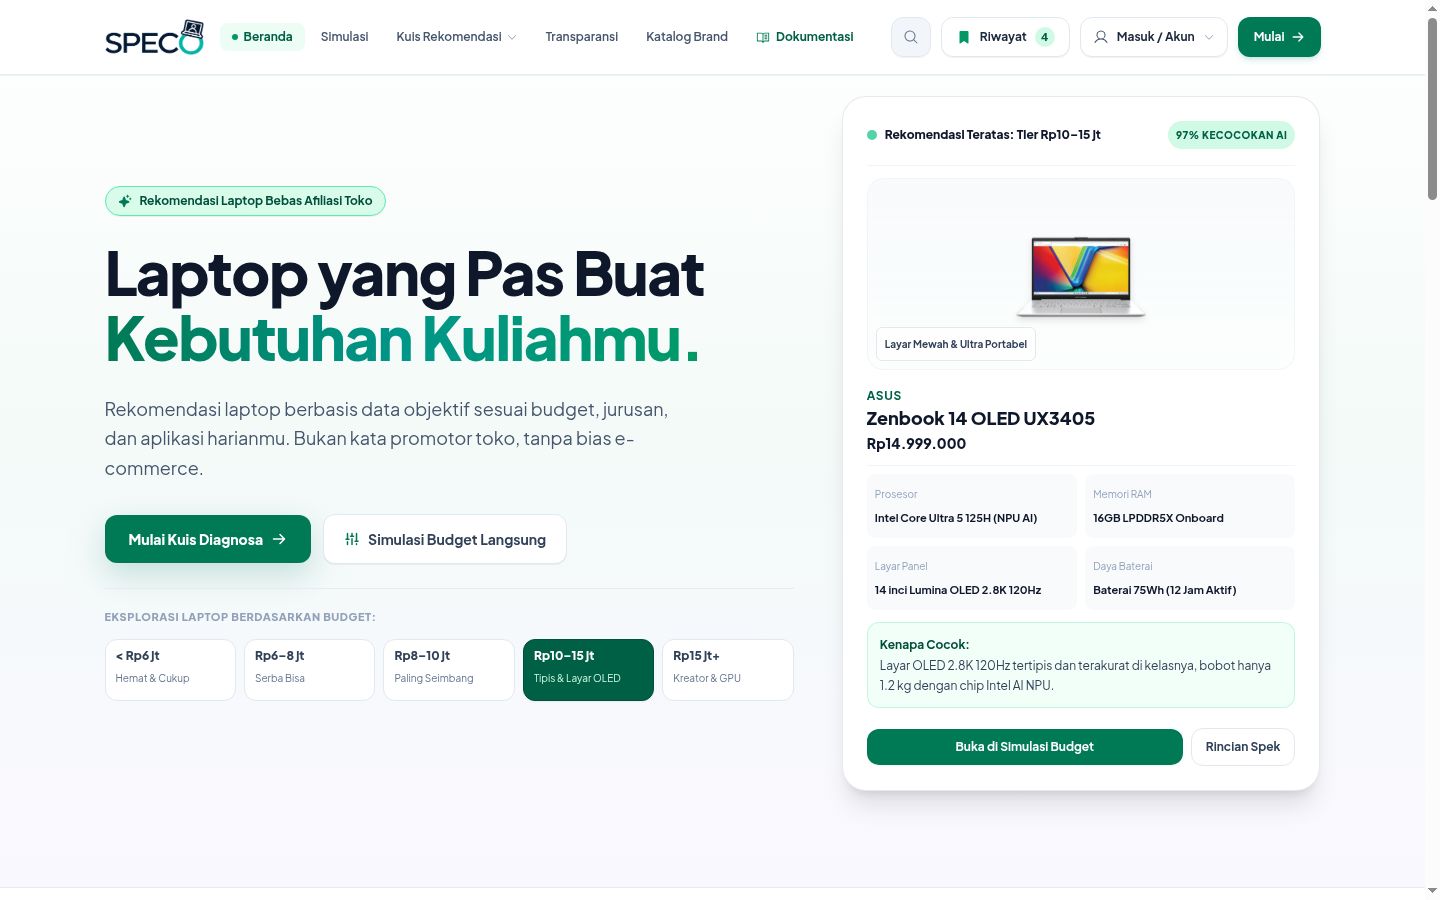 SPECO
Beranda
Simulasi
Kuis Rekomendasi
Transparansi
Katalog Brand
Dokumentasi
Riwayat 4
Masuk / Akun
Mulai
Rekomendasi Laptop Bebas Afiliasi Toko
Laptop yang Pas Buat
Kebutuhan Kuliahmu.
Rekomendasi laptop berbasis data objektif sesuai budget, jurusan,
dan aplikasi harianmu. Bukan kata promotor toko, tanpa bias e-
commerce.
Mulai Kuis Diagnosa
Simulasi Budget Langsung
EKSPLORASI LAPTOP BERDASARKAN BUDGET:
< Rp6 jt
Hemat & Cukup
Rp6–8 jt
Serba Bisa
Rp8–10 jt
Paling Seimbang
Rp10–15 jt
Tipis & Layar OLED
Rp15 jt+
Kreator & GPU
Rekomendasi Teratas: Tier Rp10–15 jt
97% KECOCOKAN AI
Layar Mewah & Ultra Portabel
ASUS
Zenbook 14 OLED UX3405
Rp14.999.000
Prosesor
Intel Core Ultra 5 125H (NPU AI)
Memori RAM
16GB LPDDR5X Onboard
Layar Panel
14 inci Lumina OLED 2.8K 120Hz
Daya Baterai
Baterai 75Wh (12 Jam Aktif)
Kenapa Cocok:
Layar OLED 2.8K 120Hz tertipis dan terakurat di kelasnya, bobot hanya
1.2 kg dengan chip Intel AI NPU.
Buka di Simulasi Budget
Rincian Spek